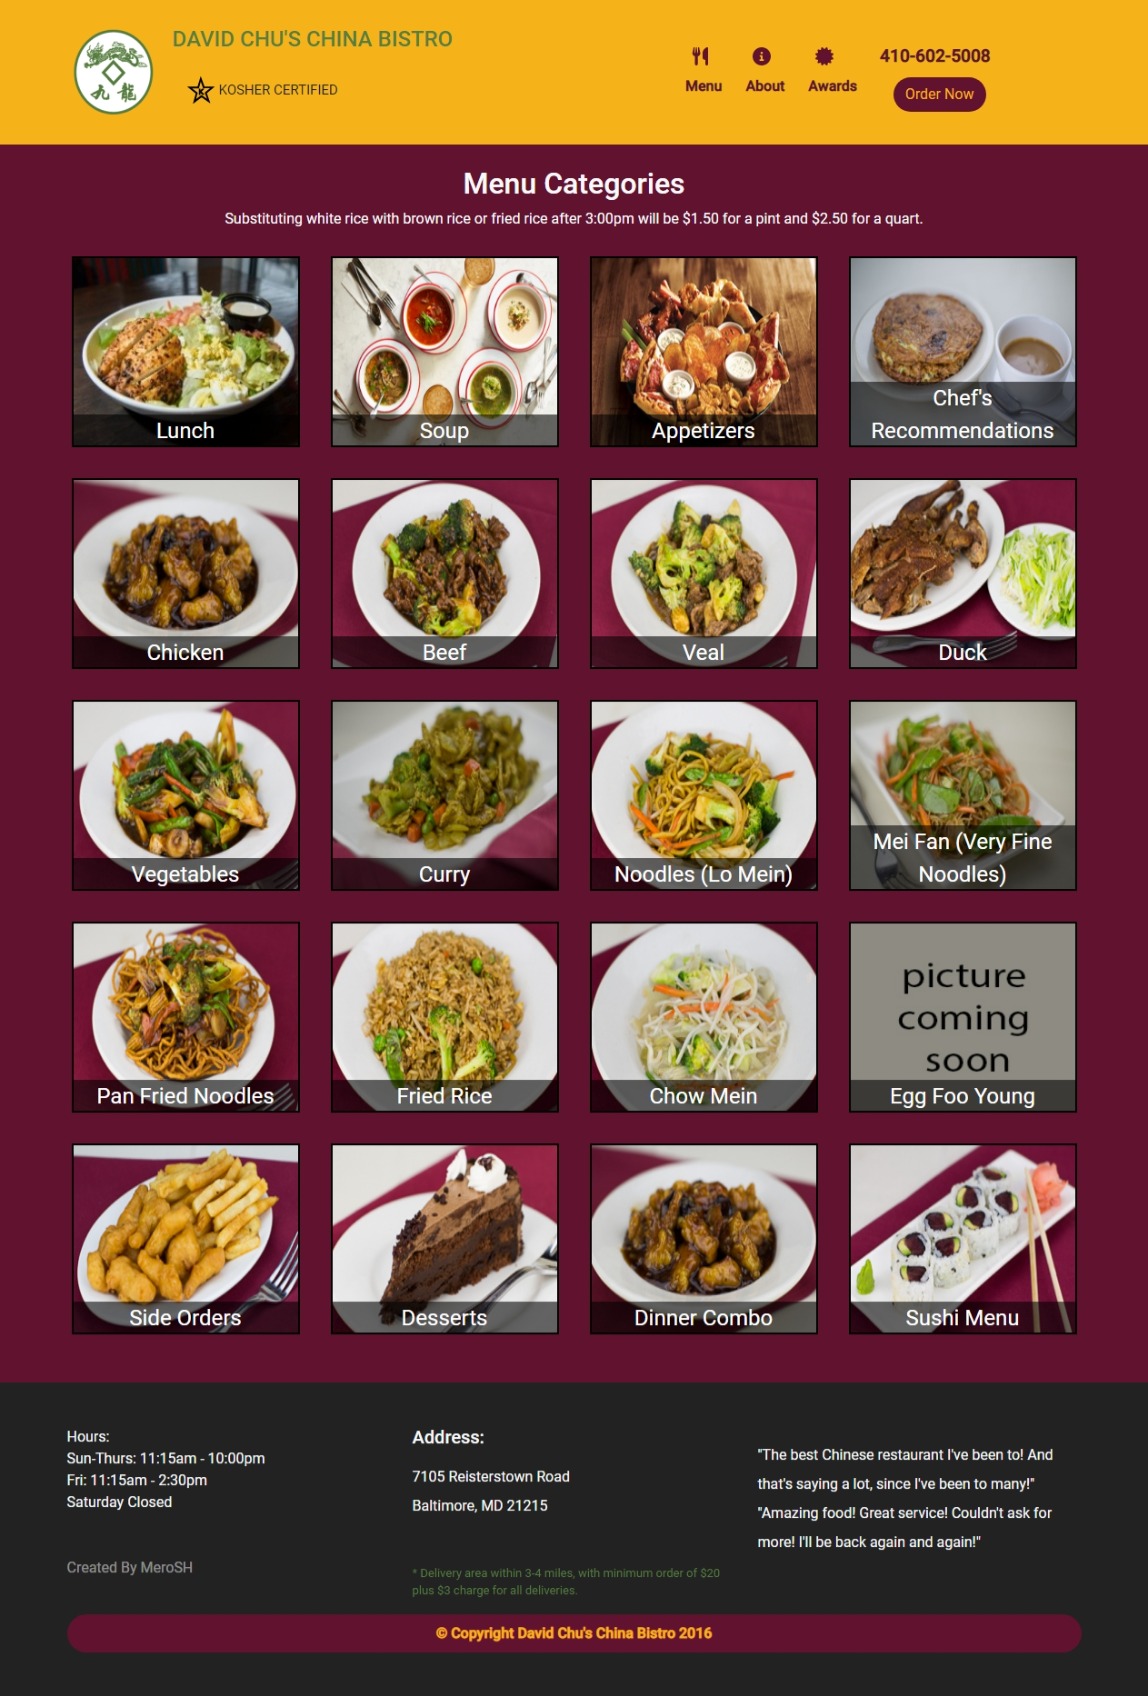 DAVID CHU'S CHINA BISTRO
九 龍
K KOSHER CERTIFIED
Menu
About
Awards
410-602-5008
Order Now
Menu Categories
Substituting white rice with brown rice or fried rice after 3:00pm will be $1.50 for a pint and $2.50 for a quart.
Lunch
Soup
Appetizers
Chef's
Recommendations
Chicken
Beef
Veal
Duck
Vegetables
Curry
Noodles (Lo Mein)
Mei Fan (Very Fine
Noodles)
Pan Fried Noodles
Fried Rice
Chow Mein
picture
coming
soon
Egg Foo Young
Side Orders
Desserts
Dinner Combo
Sushi Menu
Hours:
Sun-Thurs: 11:15am - 10:00pm
Fri: 11:15am - 2:30pm
Saturday Closed
Created By MeroSH
Address:
7105 Reisterstown Road
Baltimore, MD 21215
* Delivery area within 3-4 miles, with minimum order of $20
plus $3 charge for all deliveries.
"The best Chinese restaurant I've been to! And
that's saying a lot, since I've been to many!"
"Amazing food! Great service! Couldn't ask for
more! I'll be back again and again!"
© Copyright David Chu's China Bistro 2016